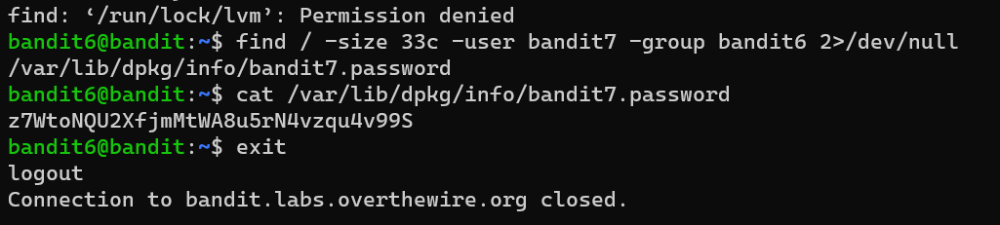 find: ‘/run/lock/lvm’: Permission denied
bandit6@bandit:~$ find / -size 33c -user bandit7 -group bandit6 2>/dev/null
/var/lib/dpkg/info/bandit7.password
bandit6@bandit:~$ cat /var/lib/dpkg/info/bandit7.password
z7WtoNQU2XfjmMtWA8u5rN4vzqu4v99S
bandit6@bandit:~$ exit
logout
Connection to bandit.labs.overthewire.org closed.